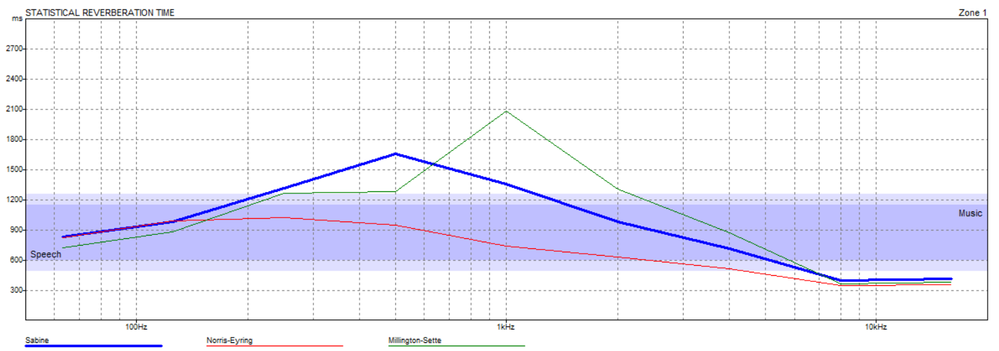 STATISTICAL REVERBERATION TIME Zone 1
ms
2700
2400
2100
1800
1500
1200
900
600
300
Music
Speech
100Hz 1kHz 10kHz
Sabine Norris-Eyring Millington-Sette